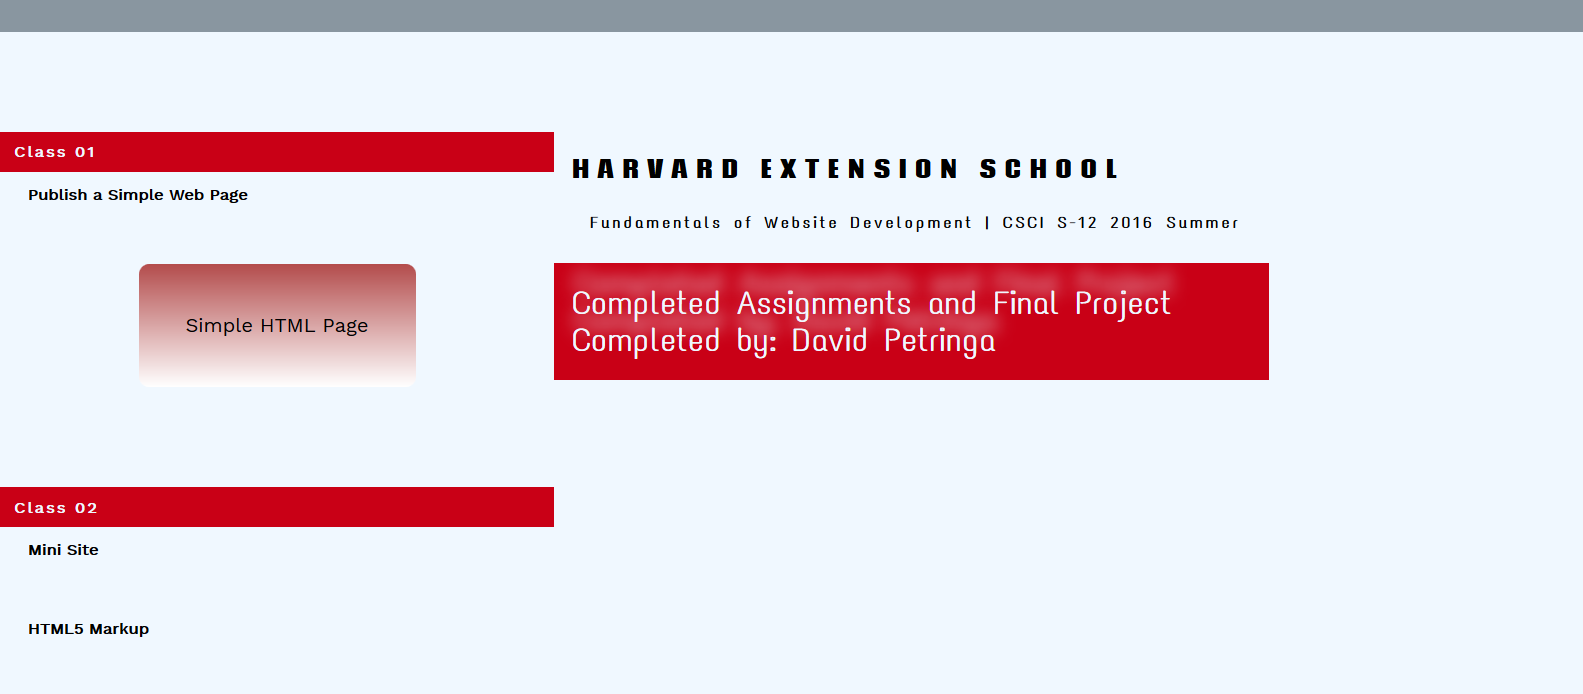 Class 01
Publish a Simple Web Page
Simple HTML Page
Class 02
Mini Site
HTML5 Markup
HARVARD EXTENSION SCHOOL
Fundamentals of Website Development | CSCI S-12 2016 Summer
Completed Assignments and Final Project
Completed by: David Petringa